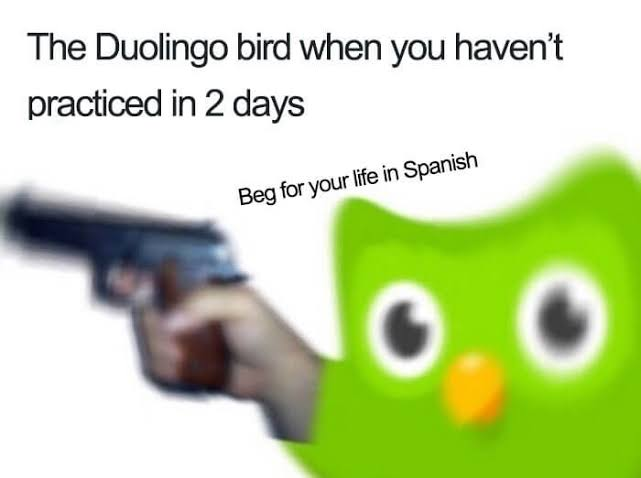 The Duolingo bird when you haven’t
practiced in 2 days
Beg for your life in Spanish